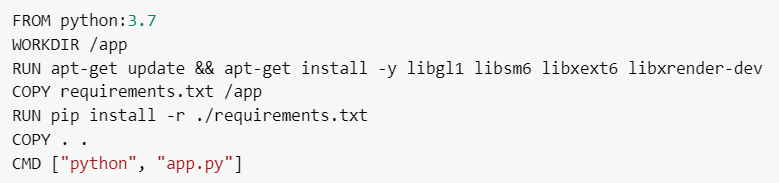 FROM python:3.7
WORKDIR /app
RUN apt-get update && apt-get install -y libgl1 libsm6 libxext6 libxrender-dev
COPY requirements.txt /app
RUN pip install -r ./requirements.txt
COPY . .
CMD ["python", "app.py"]